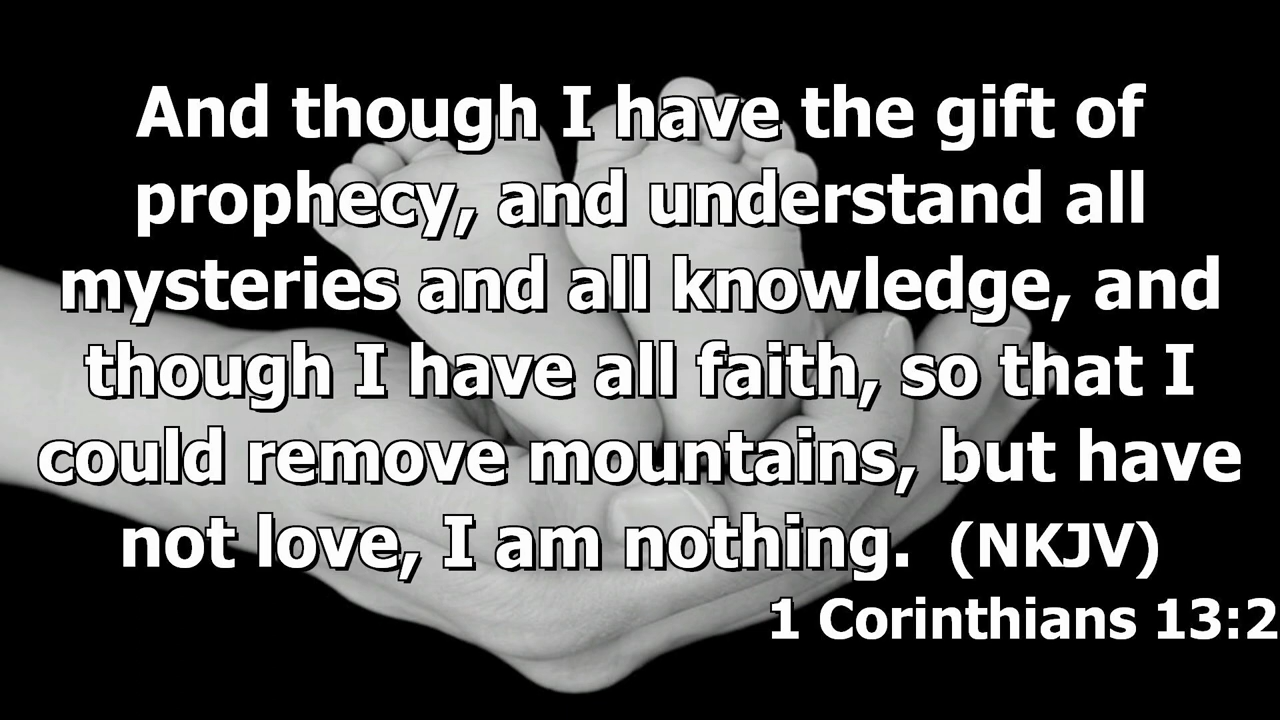 And though I have the gift of
prophecy, and understand all
mysteries and all knowledge, and
though I have all faith, so that I
could remove mountains, but have
not love, I am nothing. (NKJV)
1 Corinthians 13:2